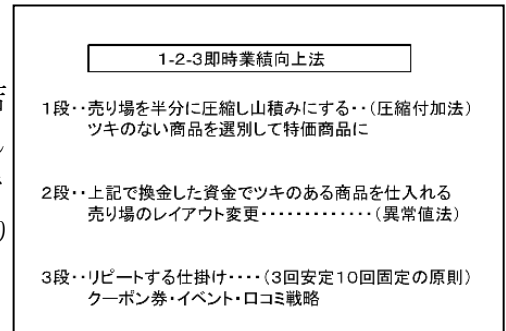 1-2-3即時業績向上法
1段‥売り場を半分に圧縮し山積みにする‥(圧縮付加法)
ツキのない商品を選別して特価商品に
2段‥上記で換金した資金でツキのある商品を仕入れる
売り場のレイアウト変更‥‥‥‥‥‥‥(異常値法)
3段‥リピートする仕掛け‥‥(3回安定10回固定の原則)
クーポン券・イベント・口コミ戦略